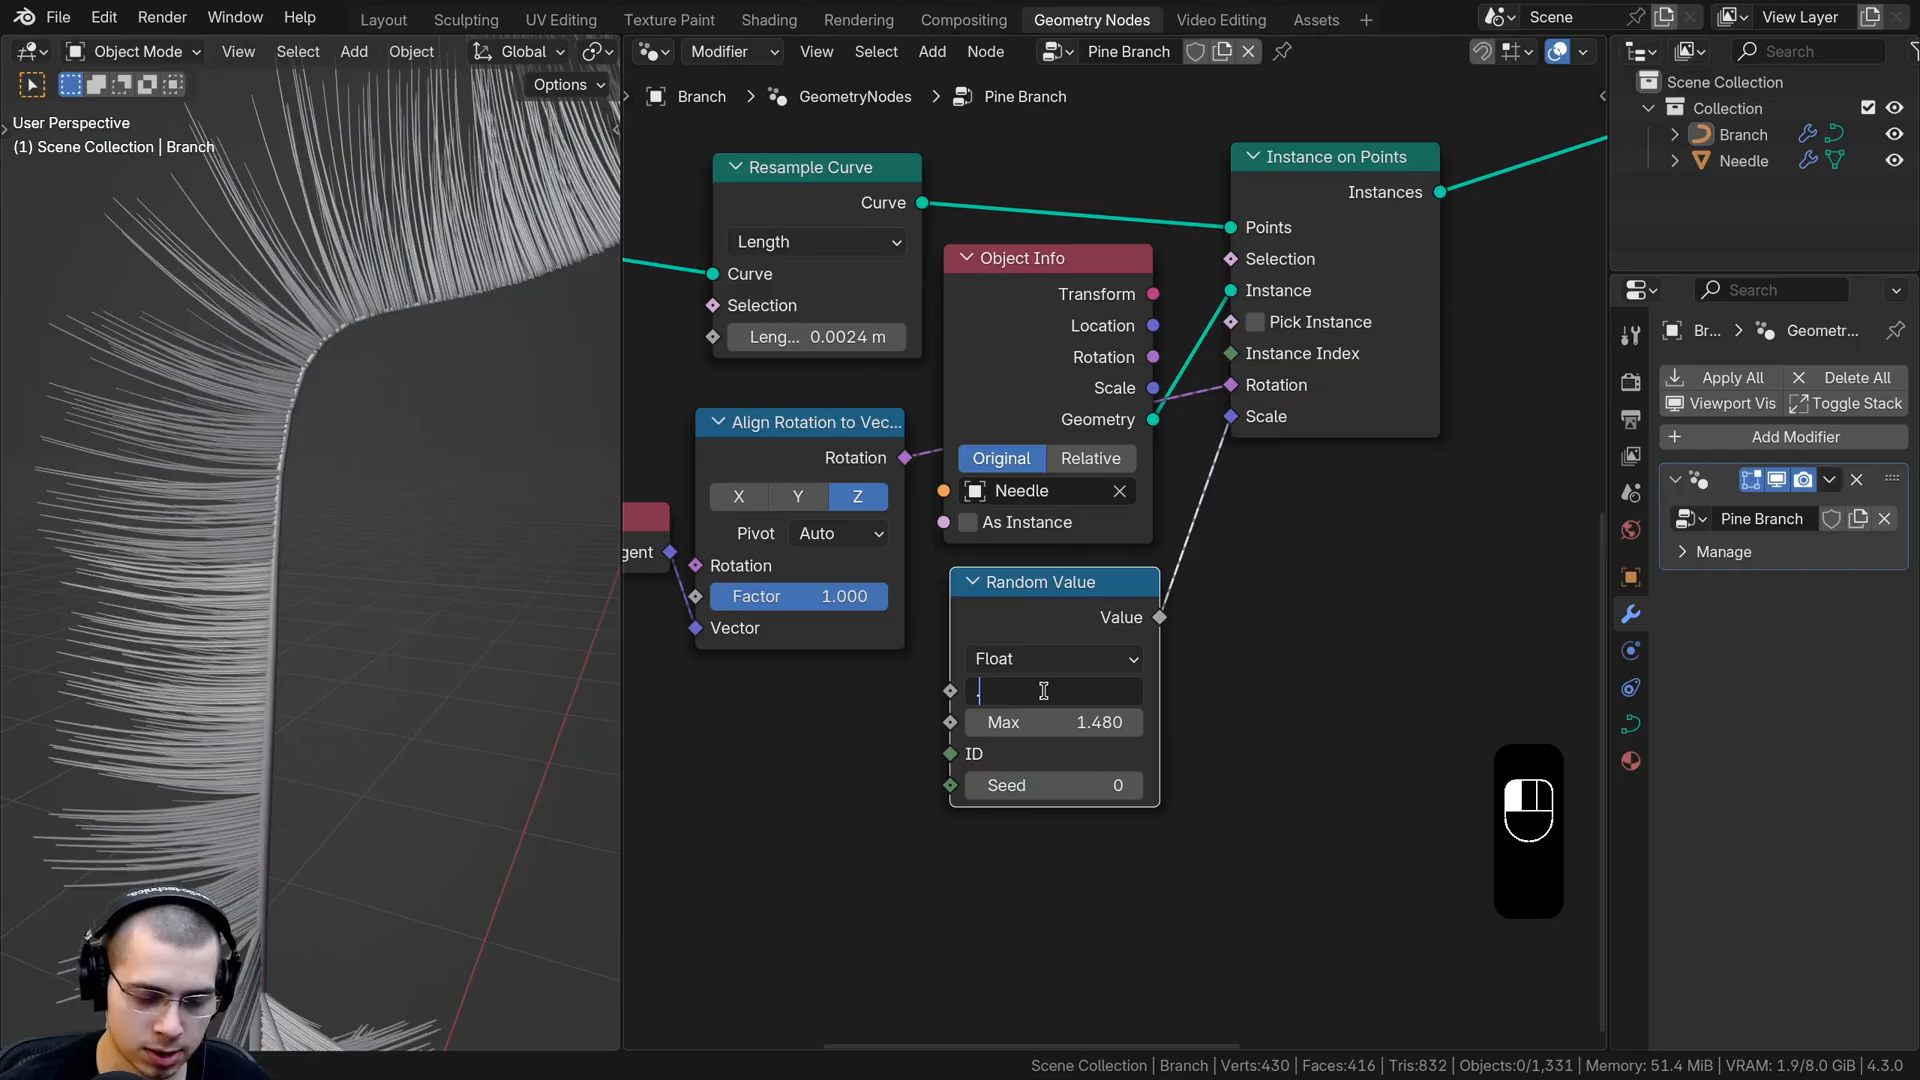 File Edit Render Window Help
Layout Sculpting UV Editing Texture Paint Shading Rendering Compositing Geometry Nodes Video Editing Assets +
Scene
View Layer
Object Mode View Select Add Object Global
Modifier View Select Add Node Pine Branch
Search
Options
Branch > GeometryNodes > Pine Branch
User Perspective
(1) Scene Collection | Branch
Scene Collection
Collection
Branch
Needle
Resample Curve
Curve
Length
Curve
Selection
Leng... 0.0024 m
Object Info
Transform
Location
Rotation
Scale
Geometry
Original Relative
Needle
As Instance
Instance on Points
Instances
Points
Selection
Instance
Pick Instance
Instance Index
Rotation
Scale
Align Rotation to Vec...
Rotation
X Y Z
Pivot Auto
Rotation
Factor 1.000
Vector
gent
Random Value
Value
Float
.
Max 1.480
ID
Seed 0
Search
Br... > Geometr...
Apply All Delete All
Viewport Vis Toggle Stack
Add Modifier
Pine Branch
Manage
Scene Collection | Branch | Verts:430 | Faces:416 | Tris:832 | Objects:0/1,331 | Memory: 51.4 MiB | VRAM: 1.9/8.0 GiB | 4.3.0